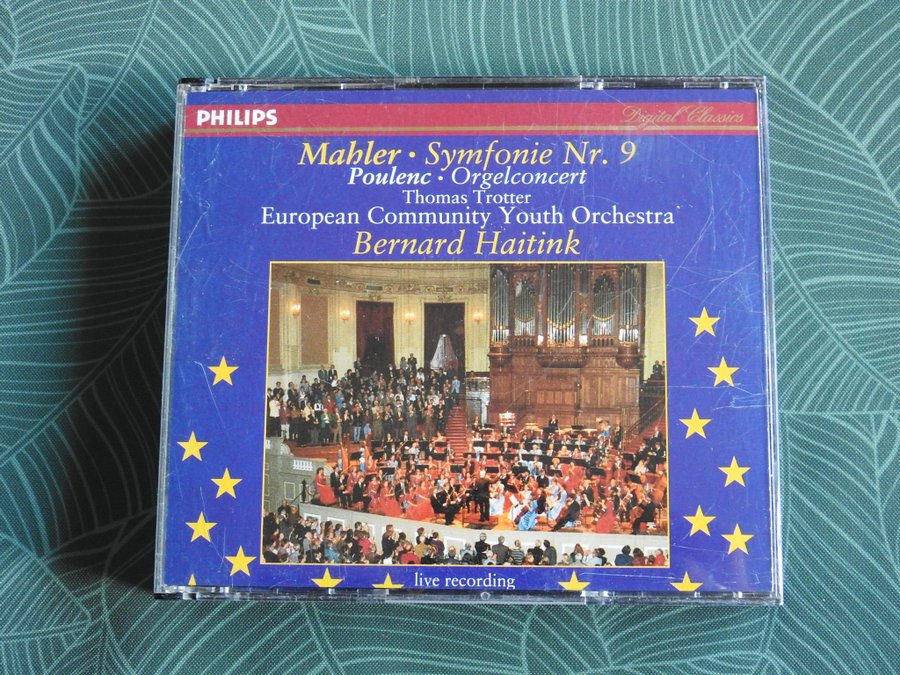 PHILIPS
Digital Classics
Mahler · Symfonie Nr. 9
Poulenc · Orgelconcert
Thomas Trotter
European Community Youth Orchestra
Bernard Haitink
live recording